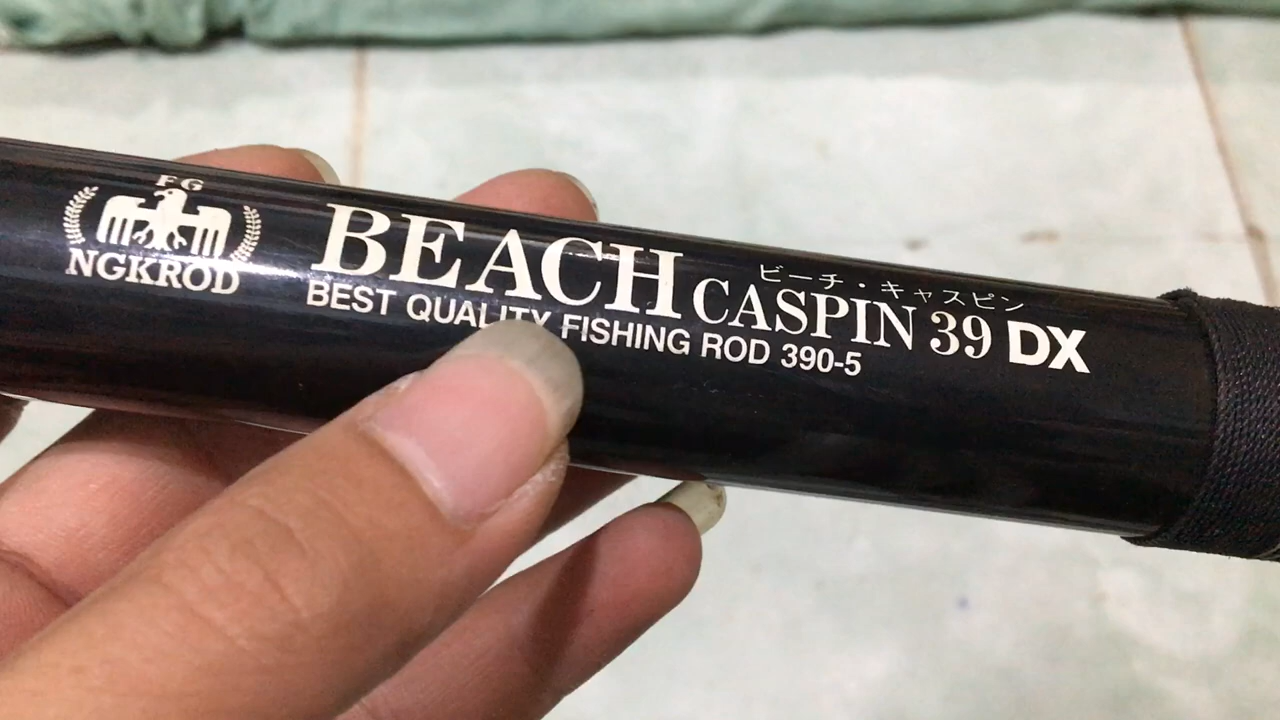 FG
NGKROD
ビーチ・キャスピン
BEACH CASPIN 39 DX
BEST QUALITY FISHING ROD 390-5